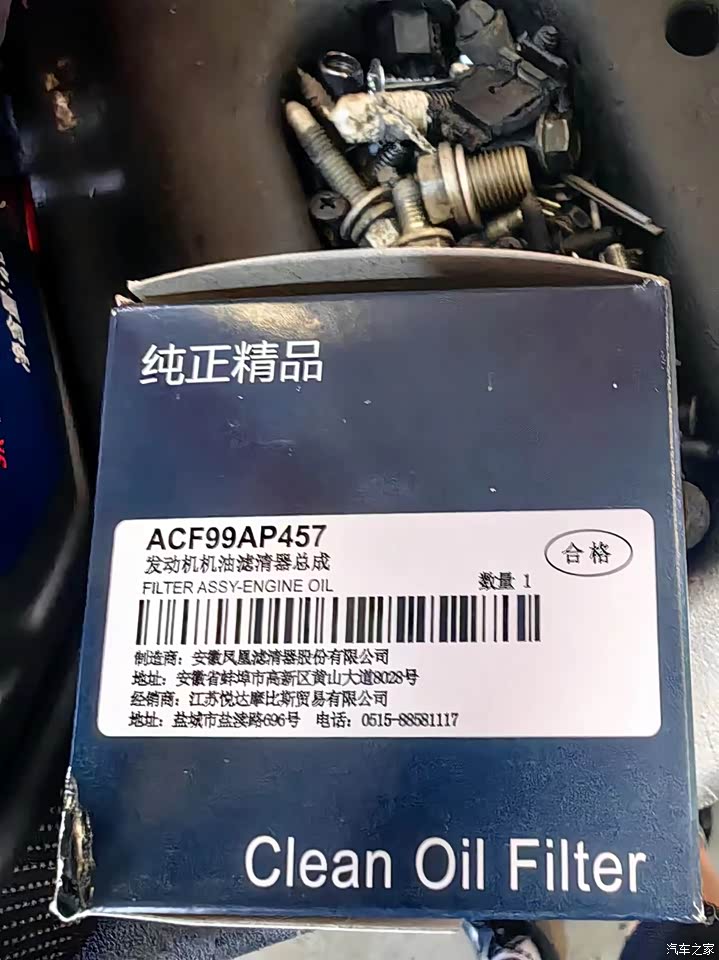 纯正精品
ACF99AP457
发动机机油滤清器总成
合格
FILTER ASSY-ENGINE OIL
数量 1
制造商：安徽凤凰滤清器股份有限公司
地址：安徽省蚌埠市高新区黄山大道8028号
经销商：江苏悦达摩比斯贸易有限公司
地址：盐城市盐渎路696号 电话：0515-88581117
Clean Oil Filter
汽车之家